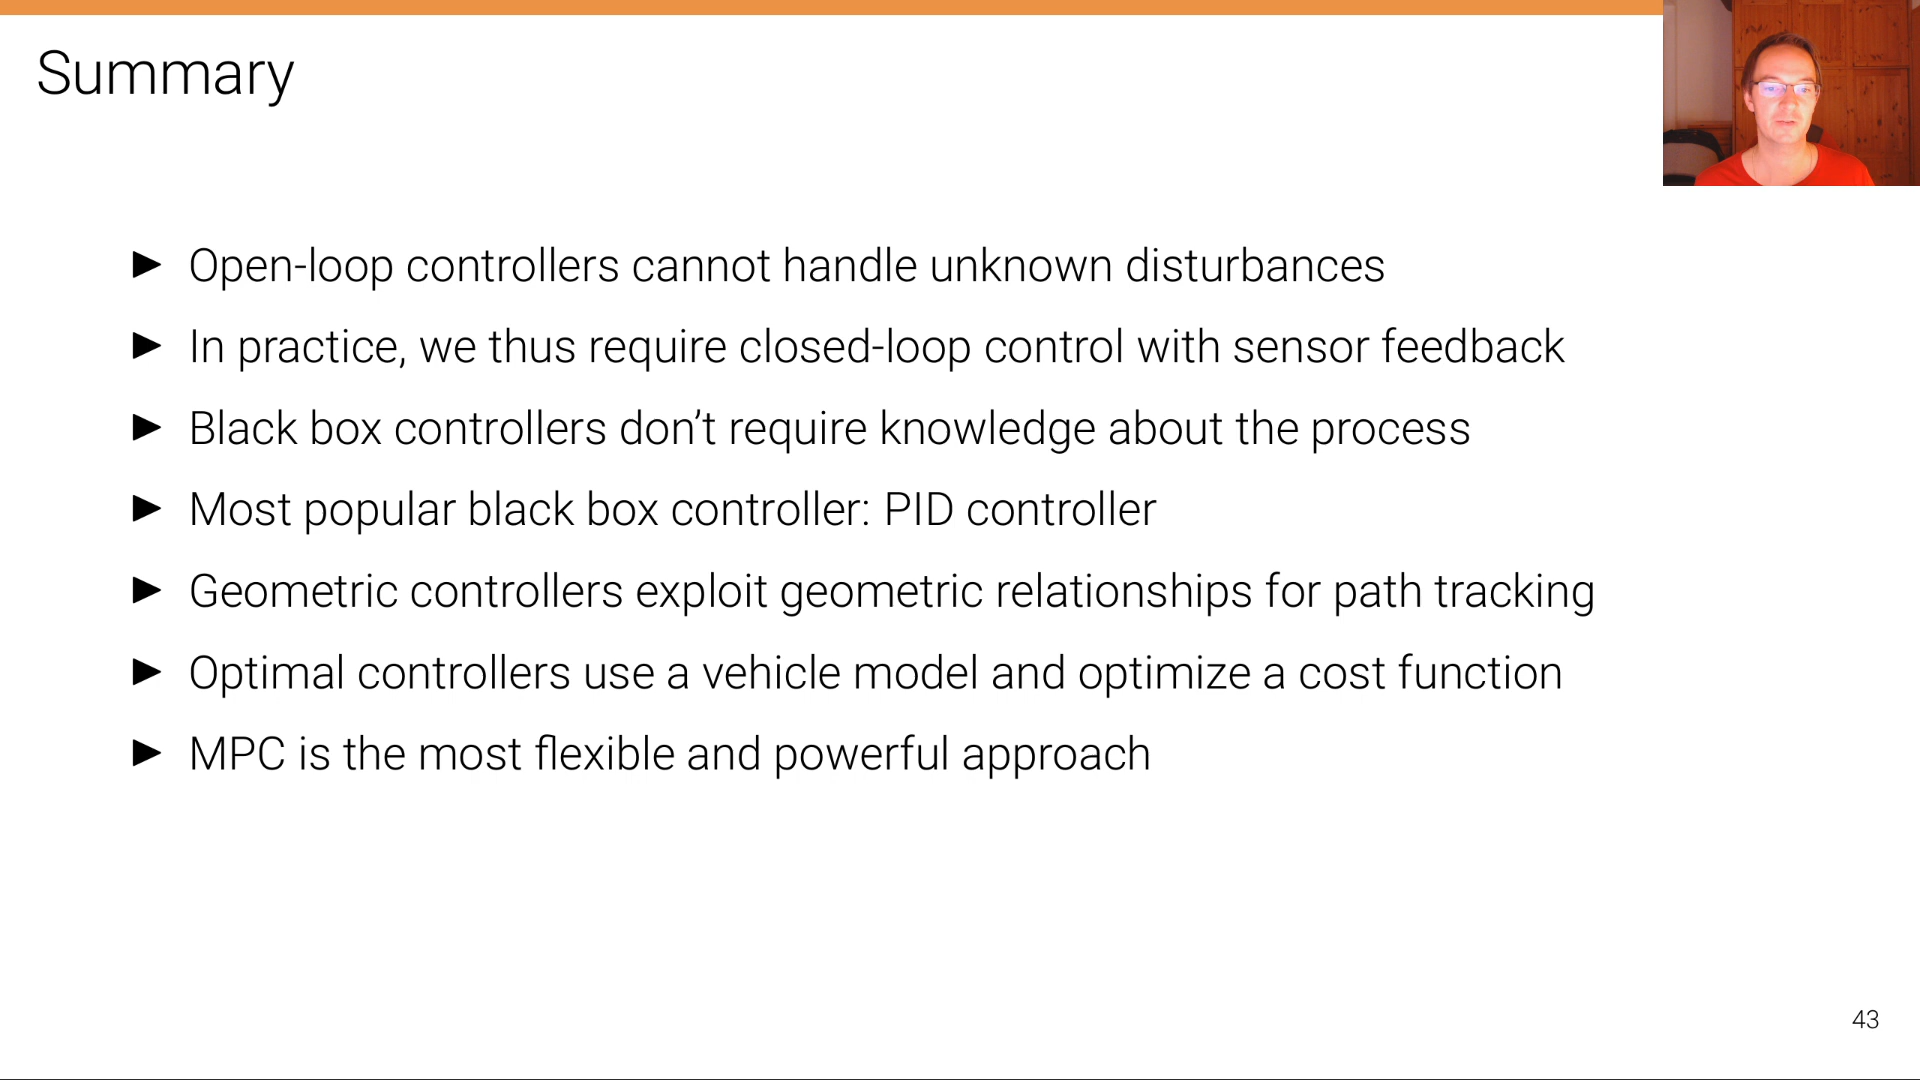 Summary
► Open-loop controllers cannot handle unknown disturbances
► In practice, we thus require closed-loop control with sensor feedback
► Black box controllers don’t require knowledge about the process
► Most popular black box controller: PID controller
► Geometric controllers exploit geometric relationships for path tracking
► Optimal controllers use a vehicle model and optimize a cost function
► MPC is the most flexible and powerful approach
43